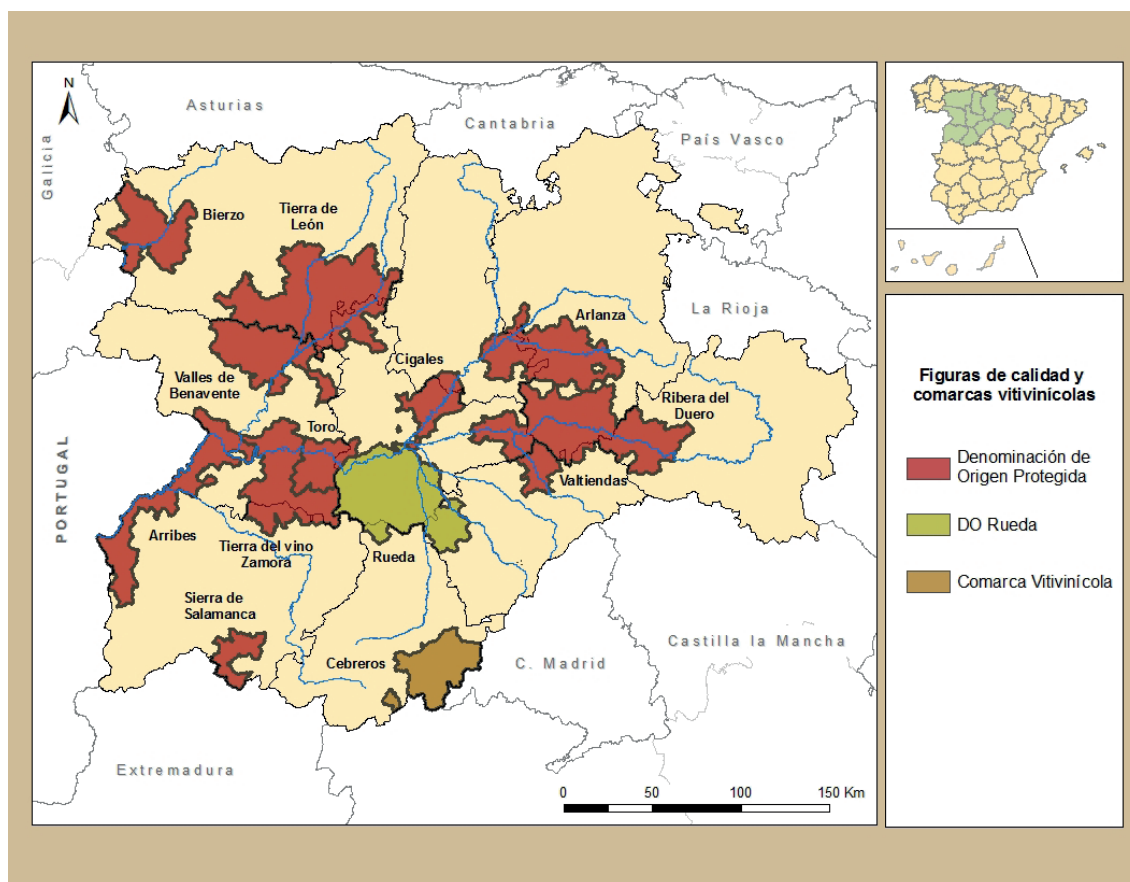 N
Asturias
Cantabria
País Vasco
Galicia
Bierzo
Tierra de
León
La Rioja
Arlanza
Cigales
Valles de
Benavente
Ribera del
Duero
Toro
Valtiendas
PORTUGAL
Arribes
Tierra del vino
Zamora
Rueda
Sierra de
Salamanca
Cebreros
C. Madrid
Castilla la Mancha
Extremadura
0 50 100 150 Km
Figuras de calidad y
comarcas vitivinícolas
Denominación de
Origen Protegida
DO Rueda
Comarca Vitivinícola